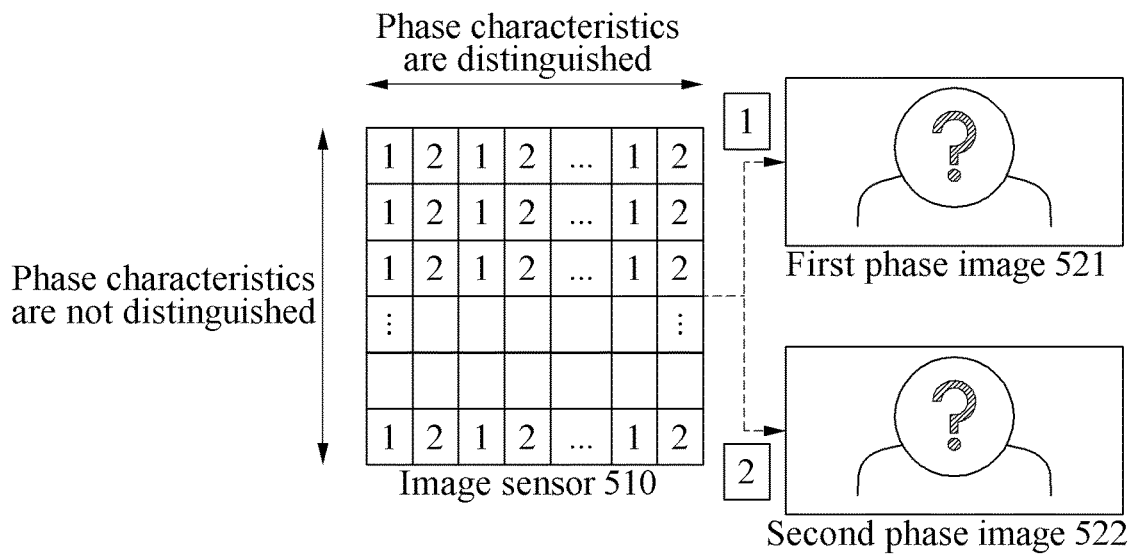 Phase characteristics
are distinguished
1
1 2 1 2 ... 1 2
1 2 1 2 ... 1 2
1 2 1 2 ... 1 2
⋮ ⋮
1 2 1 2 ... 1 2
Phase characteristics
are not distinguished
Image sensor 510
?
First phase image 521
?
2
Second phase image 522